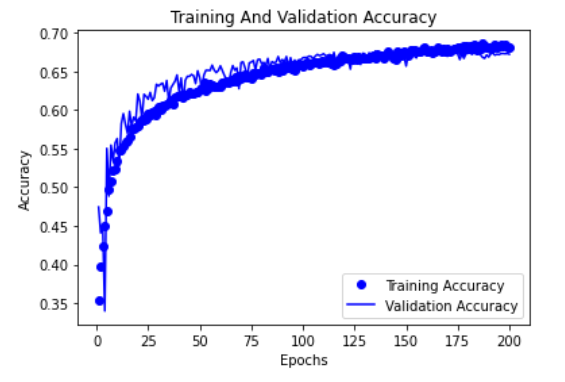 Training And Validation Accuracy
0.70
0.65
0.60
0.55
0.50
0.45
0.40
0.35
Accuracy
Training Accuracy
Validation Accuracy
0 25 50 75 100 125 150 175 200
Epochs